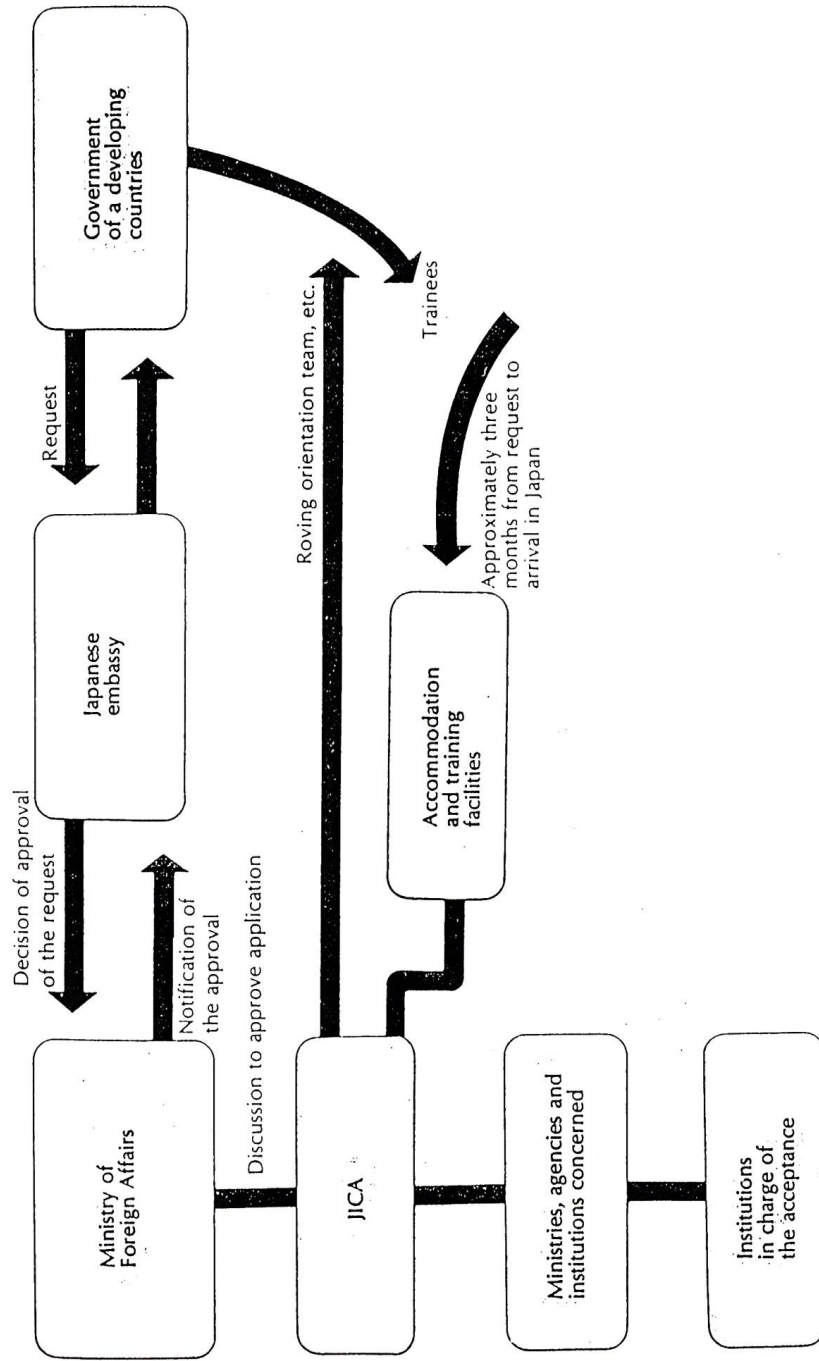 Government
of a developing
countries
Request
Japanese
embassy
Decision of approval
of the request
Notification of
the approval
Ministry of
Foreign Affairs
Discussion to approve application
Roving orientation team, etc.
Trainees
Approximately three
months from request to
arrival in Japan
JICA
Accommodation
and training
facilities
Ministries, agencies and
institutions concerned
Institutions
in charge of
the acceptance